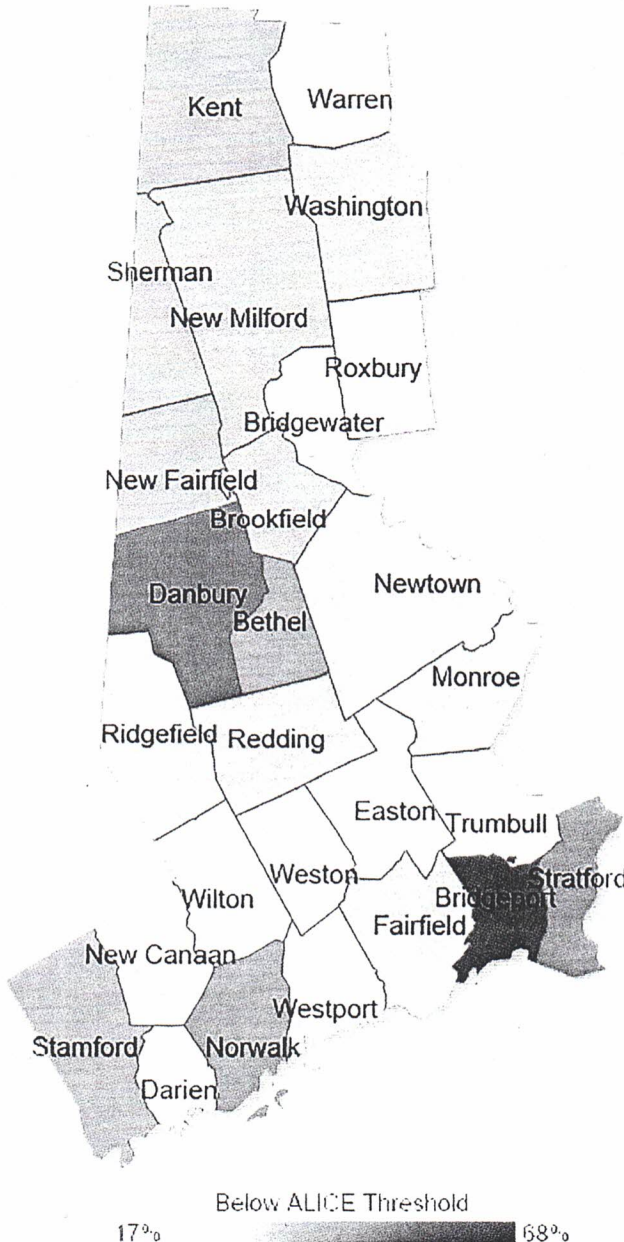 Kent
Warren
Washington
Sherman
New Milford
Roxbury
Bridgewater
New Fairfield
Brookfield
Danbury
Bethel
Newtown
Monroe
Ridgefield
Redding
Easton
Trumbull
Weston
Wilton
Stratford
Bridgeport
Fairfield
New Canaan
Westport
Stamford
Norwalk
Darien
Below ALICE Threshold
17% 68%